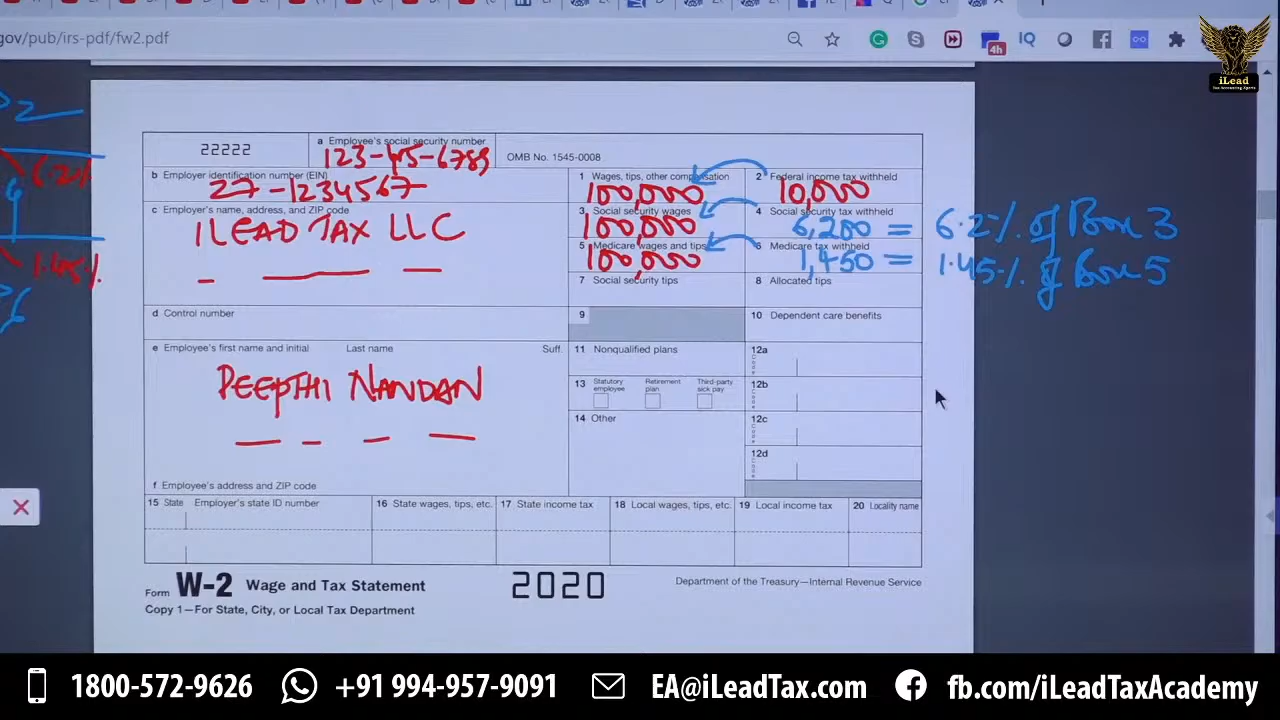 gov/pub/irs-pdf/fw2.pdf
4h
IQ
iLead
22222
a Employee's social security number
123-45-6789
OMB No. 1545-0008
b Employer identification number (EIN)
27-1234567
1 Wages, tips, other compensation
100,000
2 Federal income tax withheld
10,000
c Employer's name, address, and ZIP code
ILEAD TAX LLC
3 Social security wages
100,000
4 Social security tax withheld
6,200 = 6.2% of Box 3
5 Medicare wages and tips
100,000
6 Medicare tax withheld
1,450 = 1.45% of Box 5
6.2%
1.45%
7 Social security tips
8 Allocated tips
d Control number
9
10 Dependent care benefits
e Employee's first name and initial Last name Suff.
DEEPTHI NANDAN
11 Nonqualified plans
12a
13 Statutory employee Retirement plan Third-party sick pay
12b
14 Other
12c
12d
f Employee's address and ZIP code
15 State Employer's state ID number
16 State wages, tips, etc.
17 State income tax
18 Local wages, tips, etc.
19 Local income tax
20 Locality name
Form W-2 Wage and Tax Statement
2020
Department of the Treasury—Internal Revenue Service
Copy 1—For State, City, or Local Tax Department
1800-572-9626 +91 994-957-9091 EA@iLeadTax.com fb.com/iLeadTaxAcademy